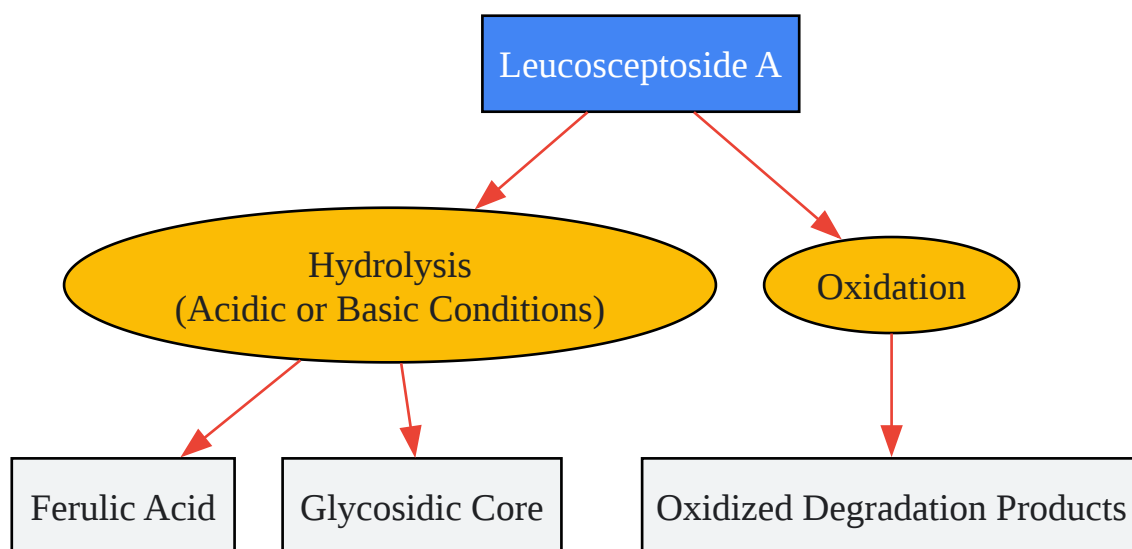 Leucosceptoside A
Hydrolysis
(Acidic or Basic Conditions)
Oxidation
Ferulic Acid
Glycosidic Core
Oxidized Degradation Products